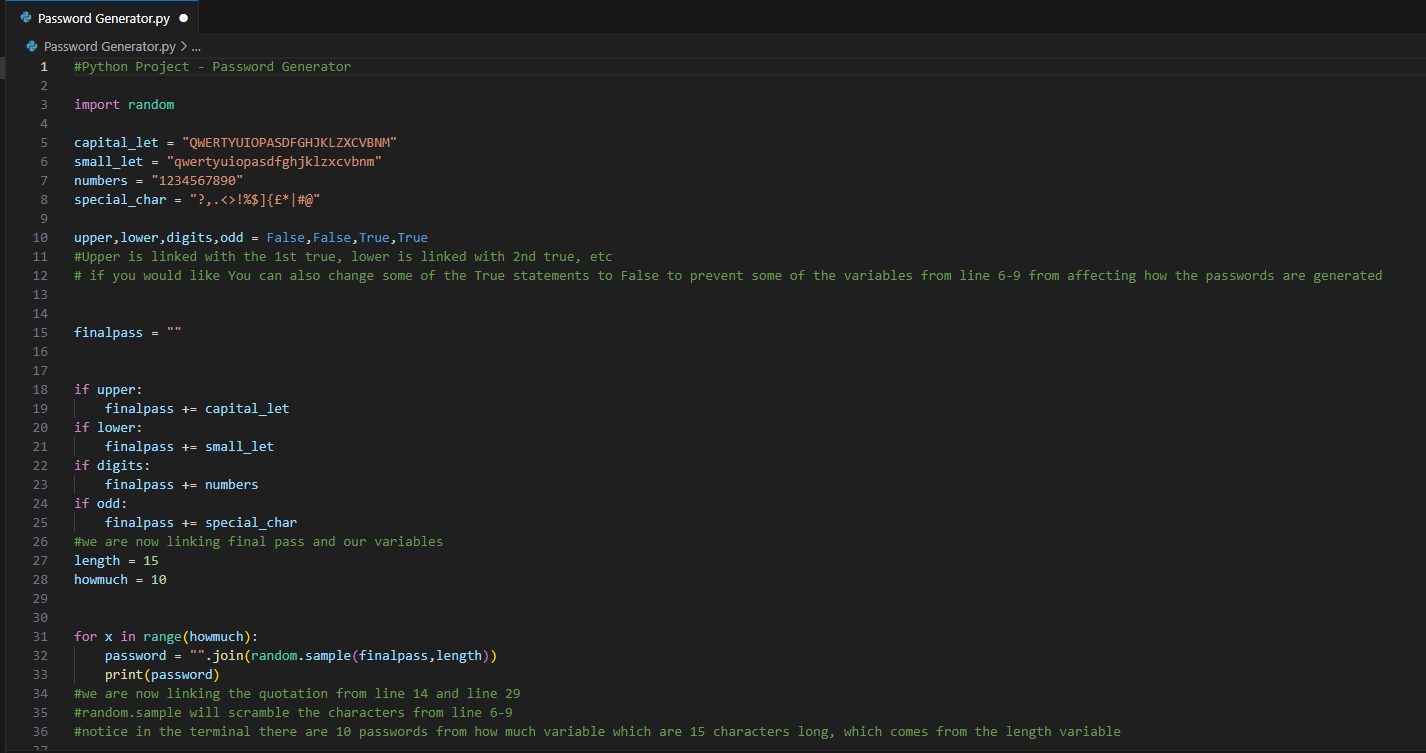 Password Generator.py ●
Password Generator.py > ...
1 #Python Project - Password Generator
2
3 import random
4
5 capital_let = "QWERTYUIOPASDFGHJKLZXCVBNM"
6 small_let = "qwertyuiopasdfghjklzxcvbnm"
7 numbers = "1234567890"
8 special_char = "?,.<>!%$]{£*|#@"
9
10 upper,lower,digits,odd = False,False,True,True
11 #Upper is linked with the 1st true, lower is linked with 2nd true, etc
12 # if you would like You can also change some of the True statements to False to prevent some of the variables from line 6-9 from affecting how the passwords are generated
13
14
15 finalpass = ""
16
17
18 if upper:
19     finalpass += capital_let
20 if lower:
21     finalpass += small_let
22 if digits:
23     finalpass += numbers
24 if odd:
25     finalpass += special_char
26 #we are now linking final pass and our variables
27 length = 15
28 howmuch = 10
29
30
31 for x in range(howmuch):
32     password = "".join(random.sample(finalpass,length))
33     print(password)
34 #we are now linking the quotation from line 14 and line 29
35 #random.sample will scramble the characters from line 6-9
36 #notice in the terminal there are 10 passwords from how much variable which are 15 characters long, which comes from the length variable
37